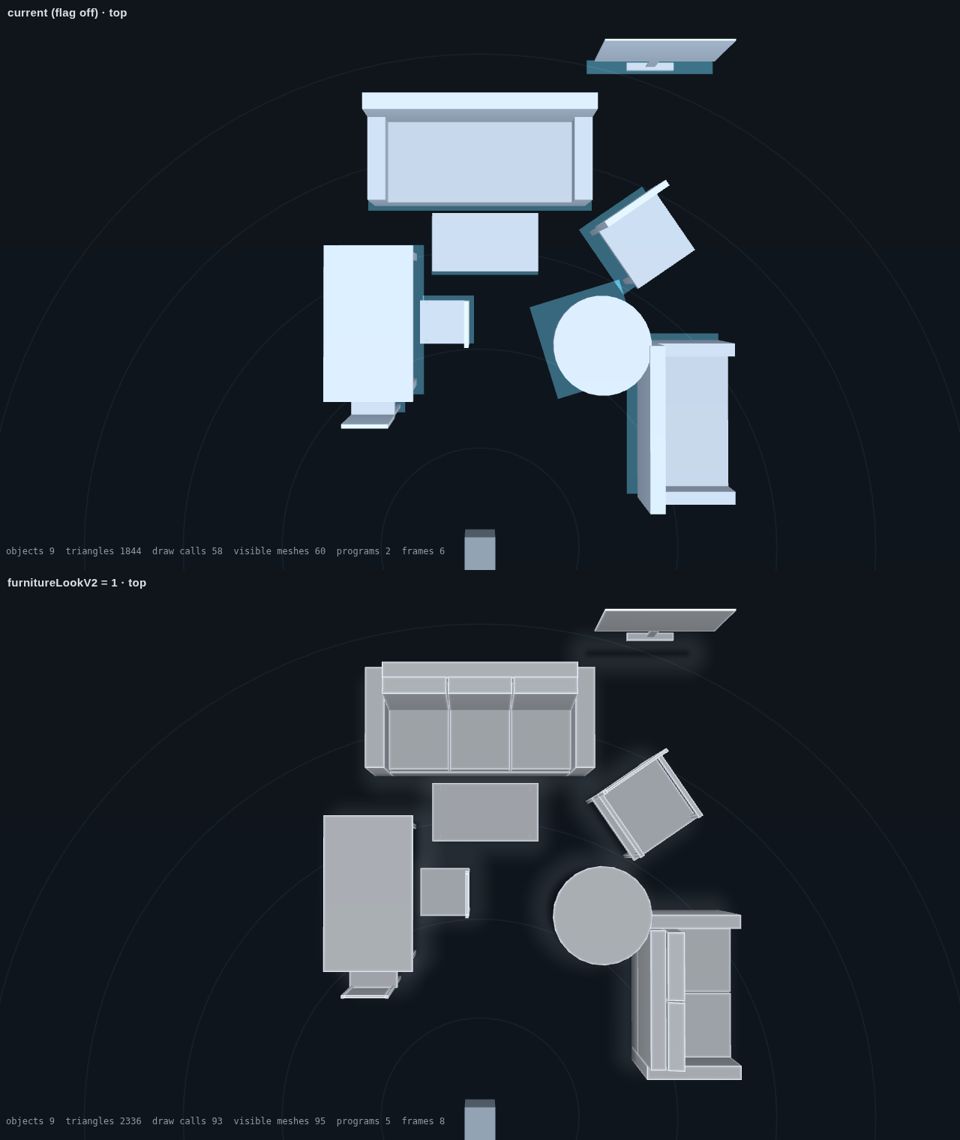 current (flag off) · top
objects 9  triangles 1844  draw calls 58  visible meshes 60  programs 2  frames 6
furnitureLookV2 = 1 · top
objects 9  triangles 2336  draw calls 93  visible meshes 95  programs 5  frames 8